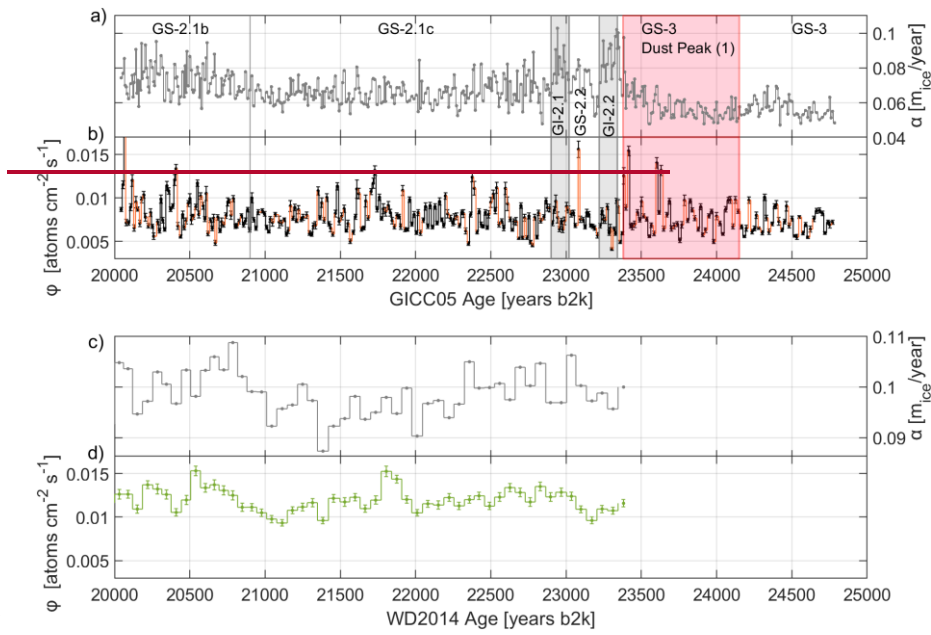 a)
GS-2.1b
GS-2.1c
GS-3
Dust Peak (1)
GS-3
GI-2.1
GS-2.2
GI-2.2
0.1
0.08
0.06
0.04
α [m_ice/year]
b)
0.015
0.01
0.005
φ [atoms cm⁻² s⁻¹]
20000 20500 21000 21500 22000 22500 23000 23500 24000 24500 25000
GICC05 Age [years b2k]
c)
0.11
0.1
0.09
α [m_ice/year]
d)
0.015
0.01
0.005
φ [atoms cm⁻² s⁻¹]
20000 20500 21000 21500 22000 22500 23000 23500 24000 24500 25000
WD2014 Age [years b2k]